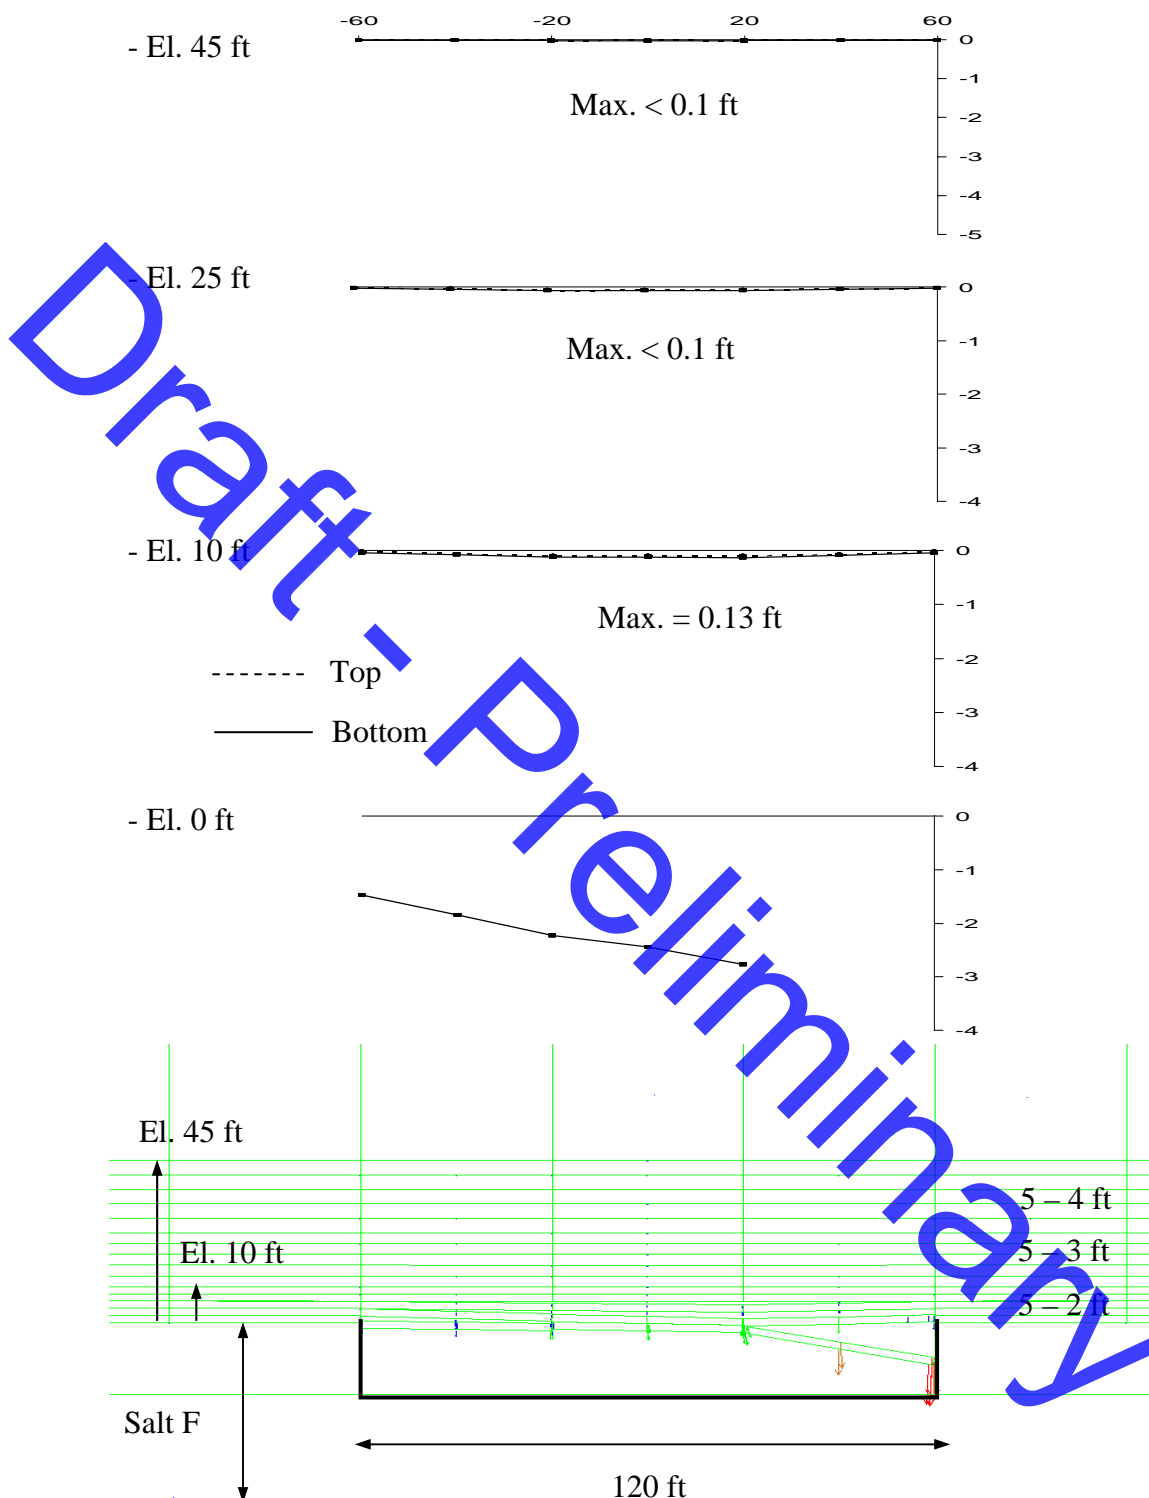 -60 -20 20 60
- El. 45 ft
0
-1
Max. < 0.1 ft
-2
-3
-4
-5
- El. 25 ft
0
-1
Max. < 0.1 ft
-2
-3
-4
- El. 10 ft
0
-1
Max. = 0.13 ft
-2
Top
-3
Bottom
-4
- El. 0 ft
0
-1
-2
-3
-4
El. 45 ft
5 – 4 ft
El. 10 ft
5 – 3 ft
5 – 2 ft
Salt F
120 ft
Draft - Preliminary